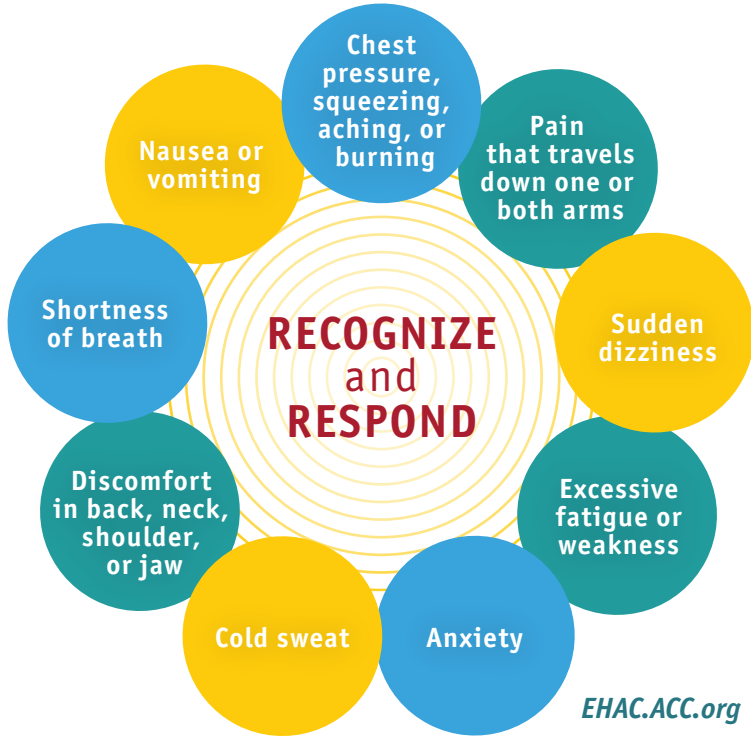 Chest
pressure,
squeezing,
aching, or
burning
Pain
that travels
down one or
both arms
Sudden
dizziness
Excessive
fatigue or
weakness
Anxiety
Cold sweat
Discomfort
in back, neck,
shoulder,
or jaw
Shortness
of breath
Nausea or
vomiting
RECOGNIZE
and
RESPOND
EHAC.ACC.org